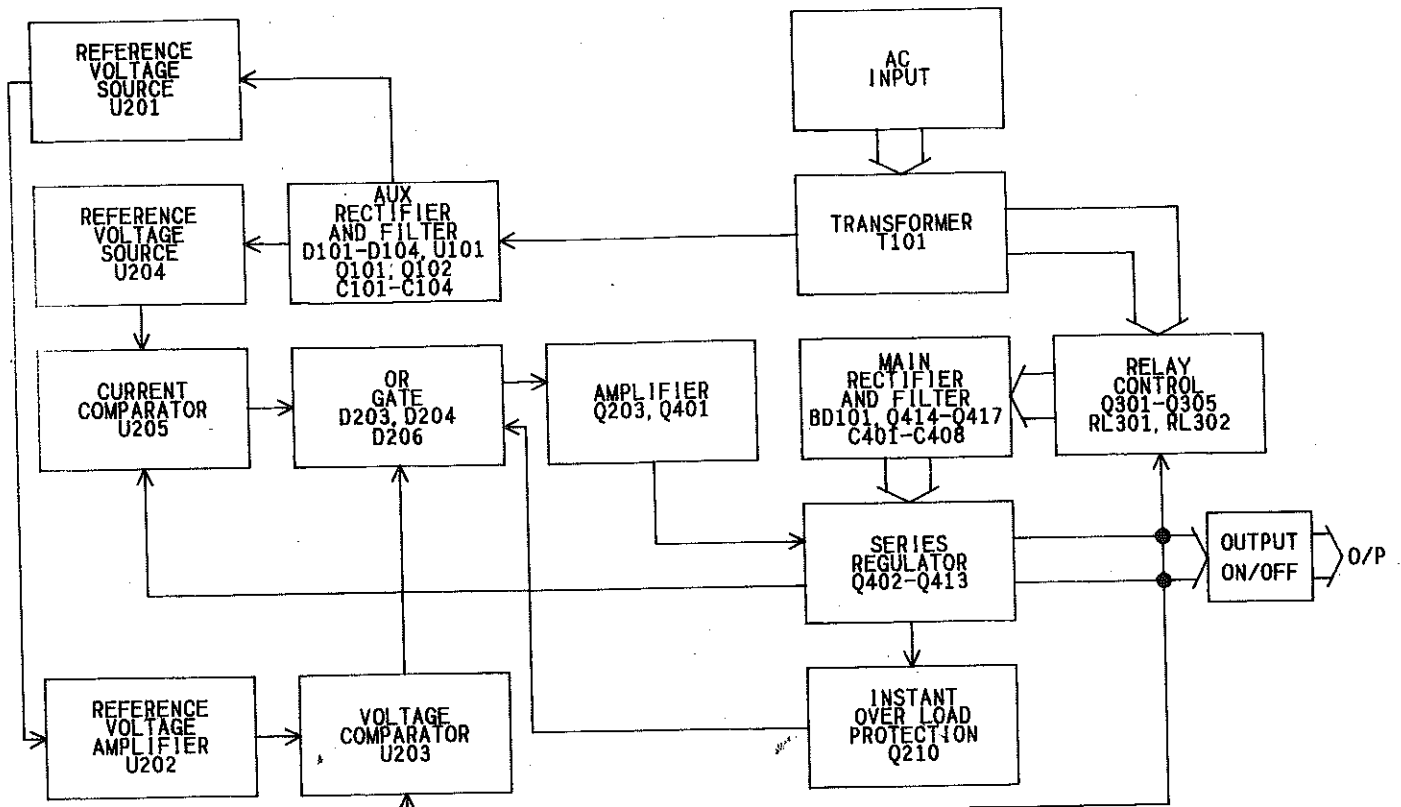 REFERENCE
VOLTAGE
SOURCE
U201
AC
INPUT
REFERENCE
VOLTAGE
SOURCE
U204
AUX
RECTIFIER
AND FILTER
D101-D104, U101
Q101, Q102
C101-C104
TRANSFORMER
T101
CURRENT
COMPARATOR
U205
OR
GATE
D203, D204
D206
AMPLIFIER
Q203, Q401
MAIN
RECTIFIER
AND FILTER
BD101, Q414-Q417
C401-C408
RELAY
CONTROL
Q301-Q305
RL301, RL302
SERIES
REGULATOR
Q402-Q413
OUTPUT
ON/OFF
O/P
REFERENCE
VOLTAGE
AMPLIFIER
U202
VOLTAGE
COMPARATOR
U203
INSTANT
OVER LOAD
PROTECTION
Q210